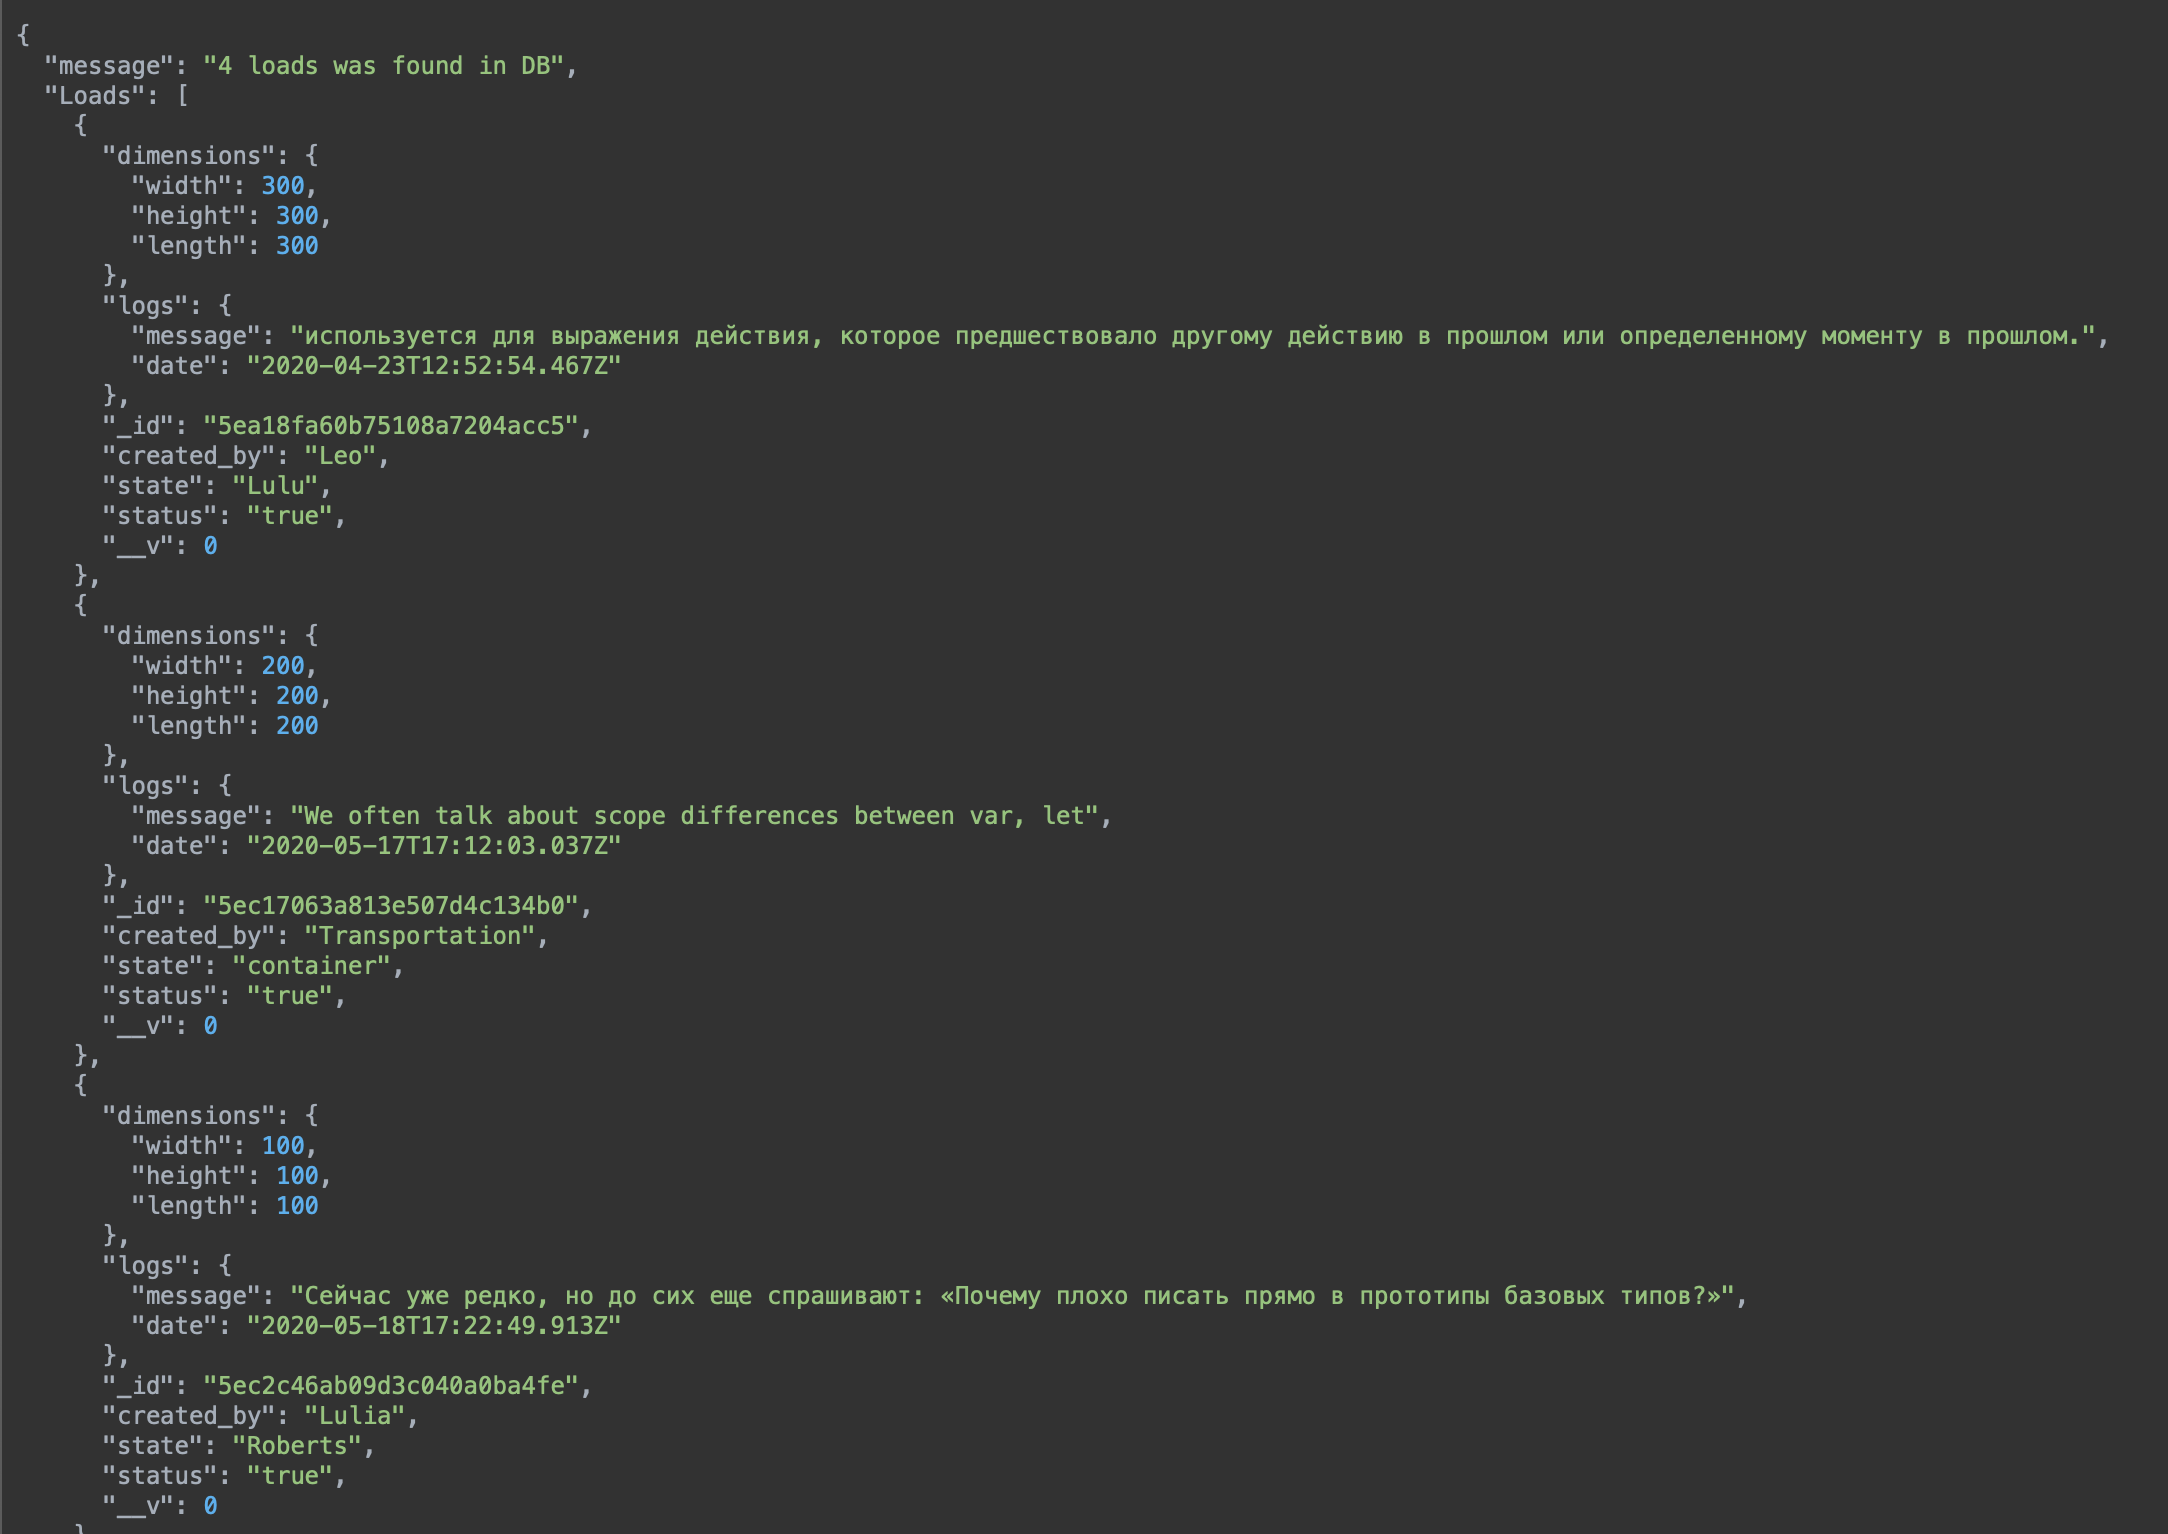 {
  "message": "4 loads was found in DB",
  "Loads": [
    {
      "dimensions": {
        "width": 300,
        "height": 300,
        "length": 300
      },
      "logs": {
        "message": "используется для выражения действия, которое предшествовало другому действию в прошлом или определенному моменту в прошлом.",
        "date": "2020-04-23T12:52:54.467Z"
      },
      "_id": "5ea18fa60b75108a7204acc5",
      "created_by": "Leo",
      "state": "Lulu",
      "status": "true",
      "__v": 0
    },
    {
      "dimensions": {
        "width": 200,
        "height": 200,
        "length": 200
      },
      "logs": {
        "message": "We often talk about scope differences between var, let",
        "date": "2020-05-17T17:12:03.037Z"
      },
      "_id": "5ec17063a813e507d4c134b0",
      "created_by": "Transportation",
      "state": "container",
      "status": "true",
      "__v": 0
    },
    {
      "dimensions": {
        "width": 100,
        "height": 100,
        "length": 100
      },
      "logs": {
        "message": "Сейчас уже редко, но до сих еще спрашивают: «Почему плохо писать прямо в прототипы базовых типов?»",
        "date": "2020-05-18T17:22:49.913Z"
      },
      "_id": "5ec2c46ab09d3c040a0ba4fe",
      "created_by": "Lulia",
      "state": "Roberts",
      "status": "true",
      "__v": 0
    }